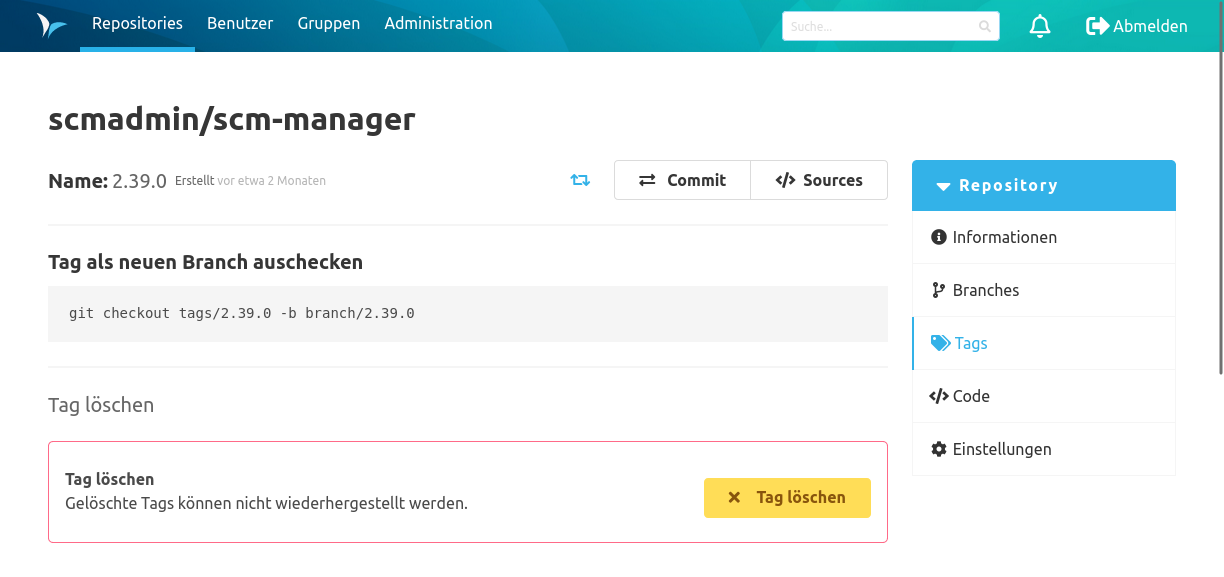 Repositories Benutzer Gruppen Administration Suche... Abmelden
scmadmin/scm-manager
Name: 2.39.0 Erstellt vor etwa 2 Monaten Commit Sources
Tag als neuen Branch auschecken
git checkout tags/2.39.0 -b branch/2.39.0
Tag löschen
Tag löschen
Gelöschte Tags können nicht wiederhergestellt werden.
Tag löschen
Repository
Informationen
Branches
Tags
Code
Einstellungen